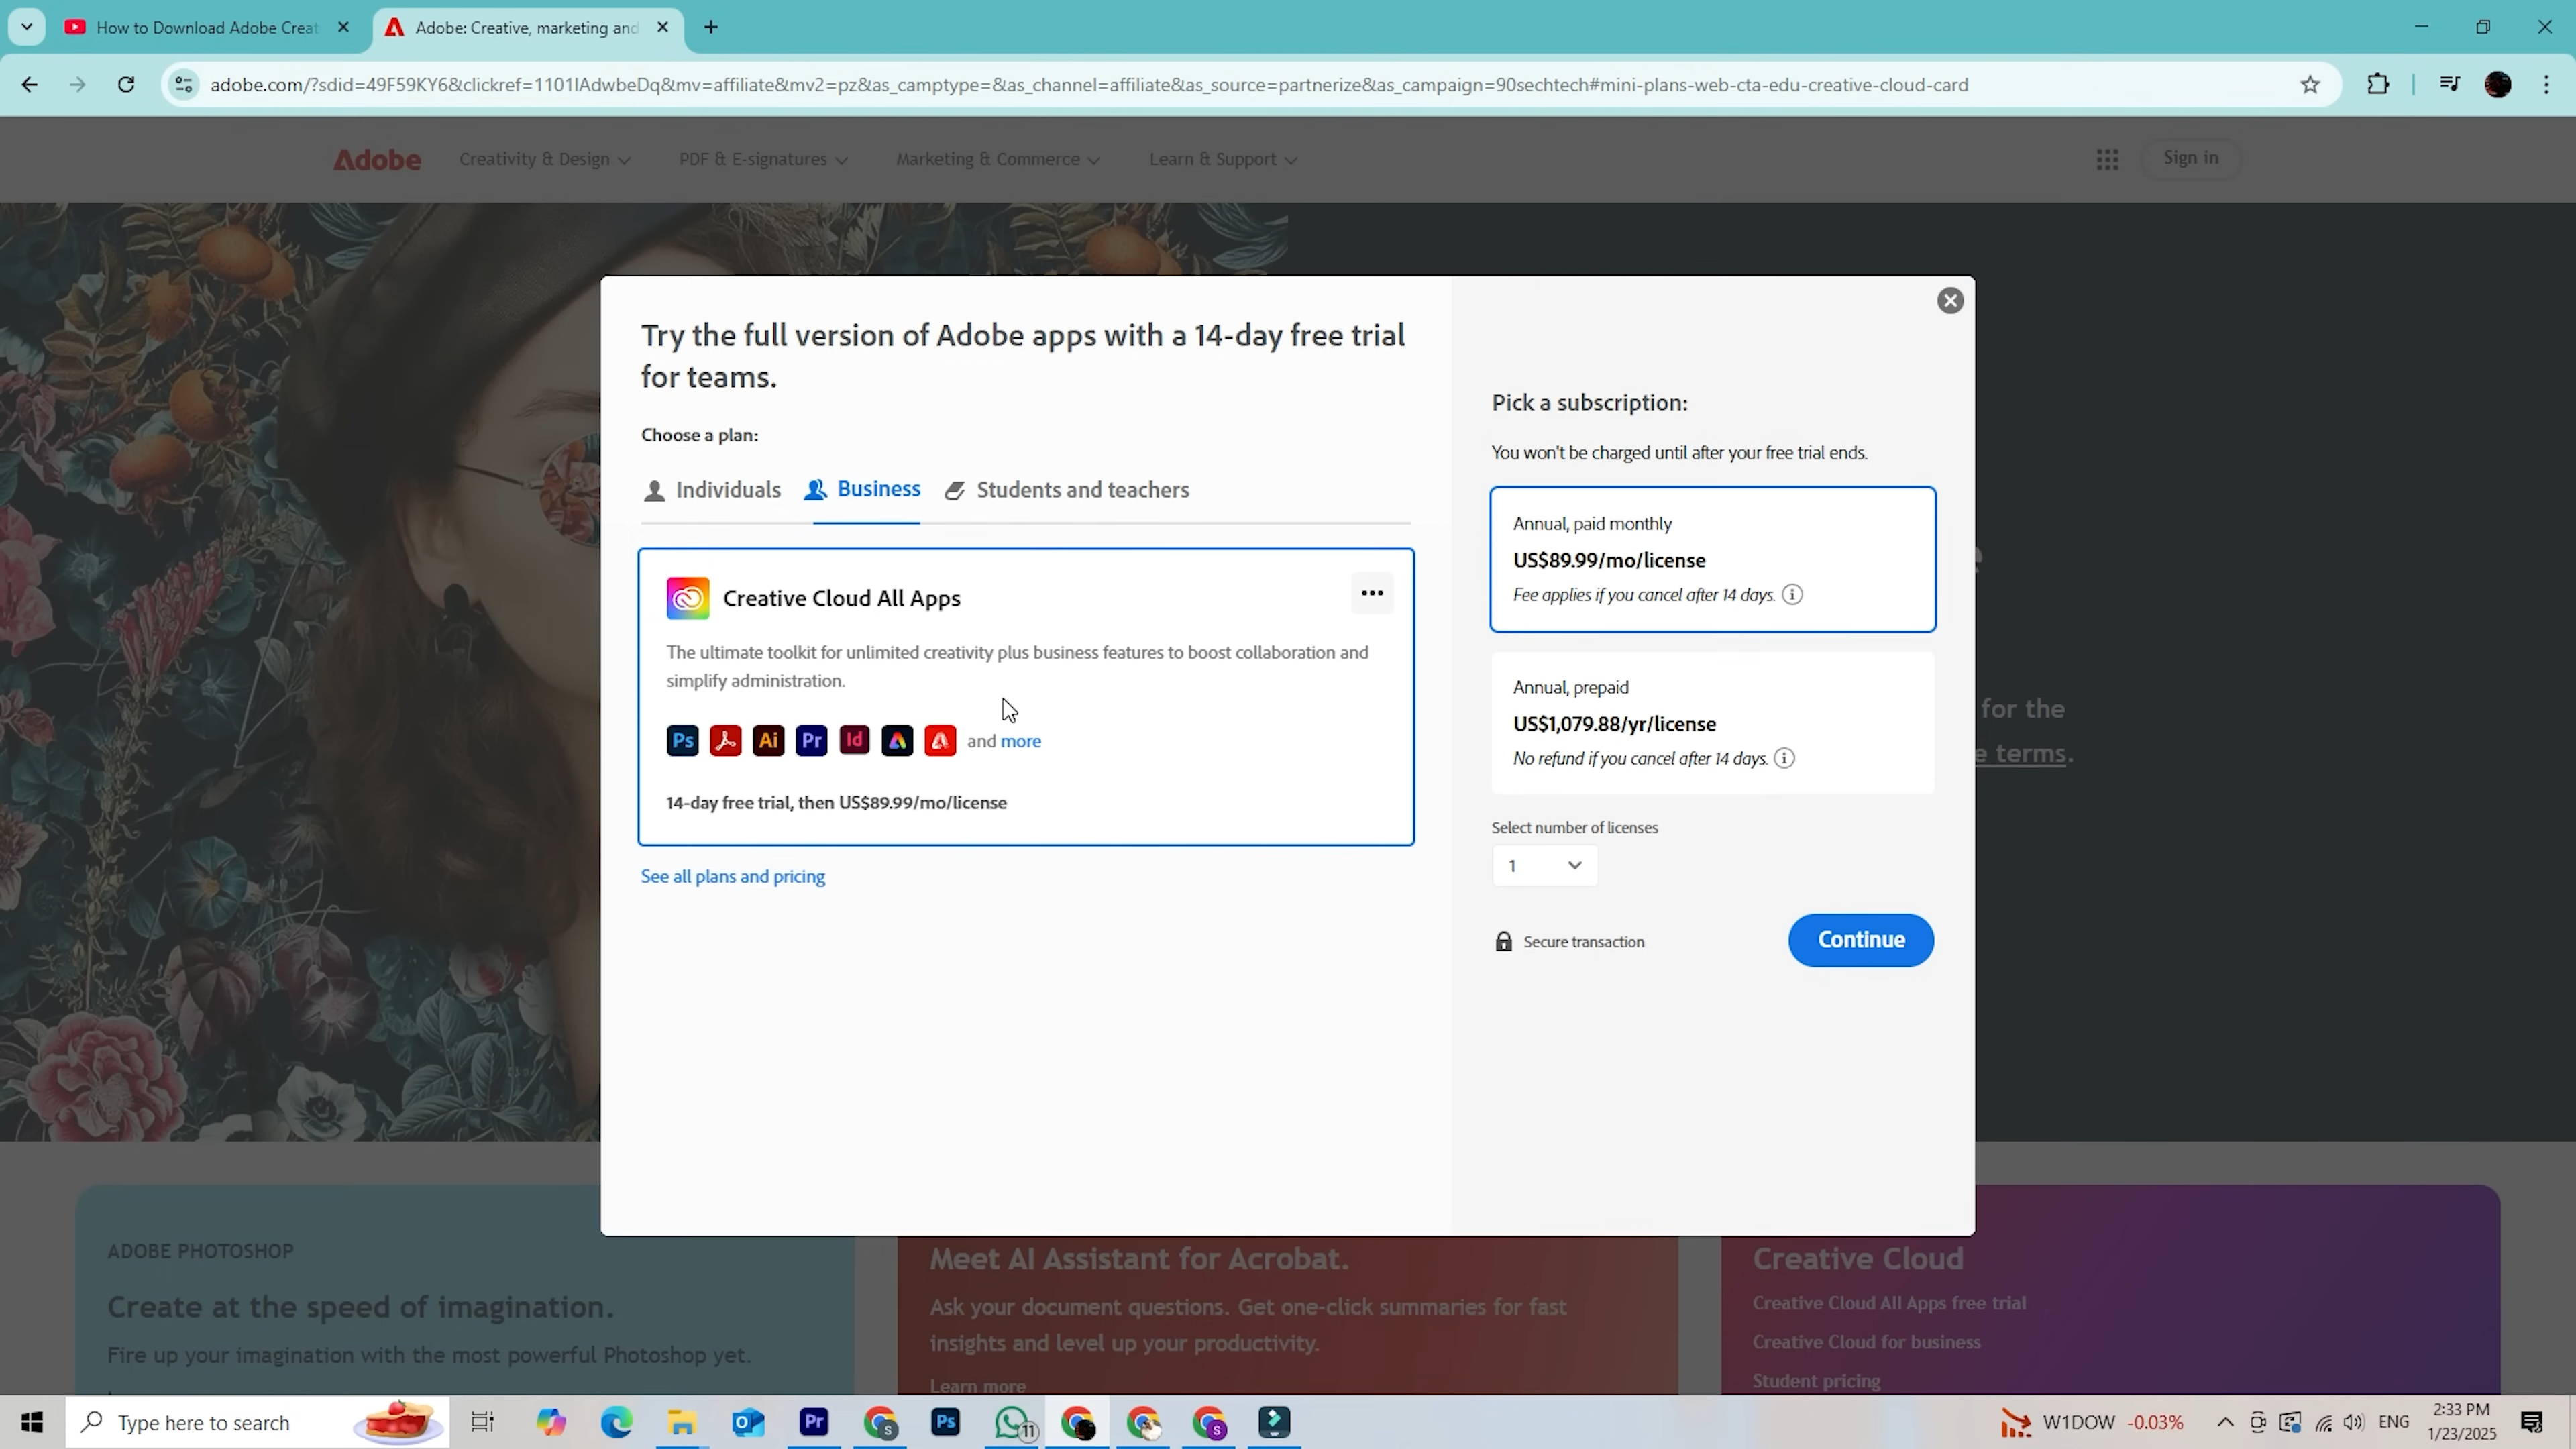 How to Download Adobe Creat
Adobe: Creative, marketing and
adobe.com/?sdid=49F59KY6&clickref=1101lAdwbeDq&mv=affiliate&mv2=pz&as_camptype=&as_channel=affiliate&as_source=partnerize&as_campaign=90sechtech#mini-plans-web-cta-edu-creative-cloud-card
Adobe Creativity & Design PDF & E-signatures Marketing & Commerce Learn & Support Sign in
Try the full version of Adobe apps with a 14-day free trial
for teams.
Choose a plan:
Individuals Business Students and teachers
Creative Cloud All Apps
The ultimate toolkit for unlimited creativity plus business features to boost collaboration and
simplify administration.
Ps Ai Pr Id and more
14-day free trial, then US$89.99/mo/license
See all plans and pricing
Pick a subscription:
You won't be charged until after your free trial ends.
Annual, paid monthly
US$89.99/mo/license
Fee applies if you cancel after 14 days.
Annual, prepaid
US$1,079.88/yr/license
No refund if you cancel after 14 days.
Select number of licenses
1
Secure transaction
Continue
for the
e terms.
ADOBE PHOTOSHOP
Create at the speed of imagination.
Fire up your imagination with the most powerful Photoshop yet.
Meet AI Assistant for Acrobat.
Ask your document questions. Get one-click summaries for fast
insights and level up your productivity.
Learn more
Creative Cloud
Creative Cloud All Apps free trial
Creative Cloud for business
Student pricing
Type here to search
Pr
S
Ps
11
S
W1DOW -0.03%
ENG
2:33 PM
1/23/2025